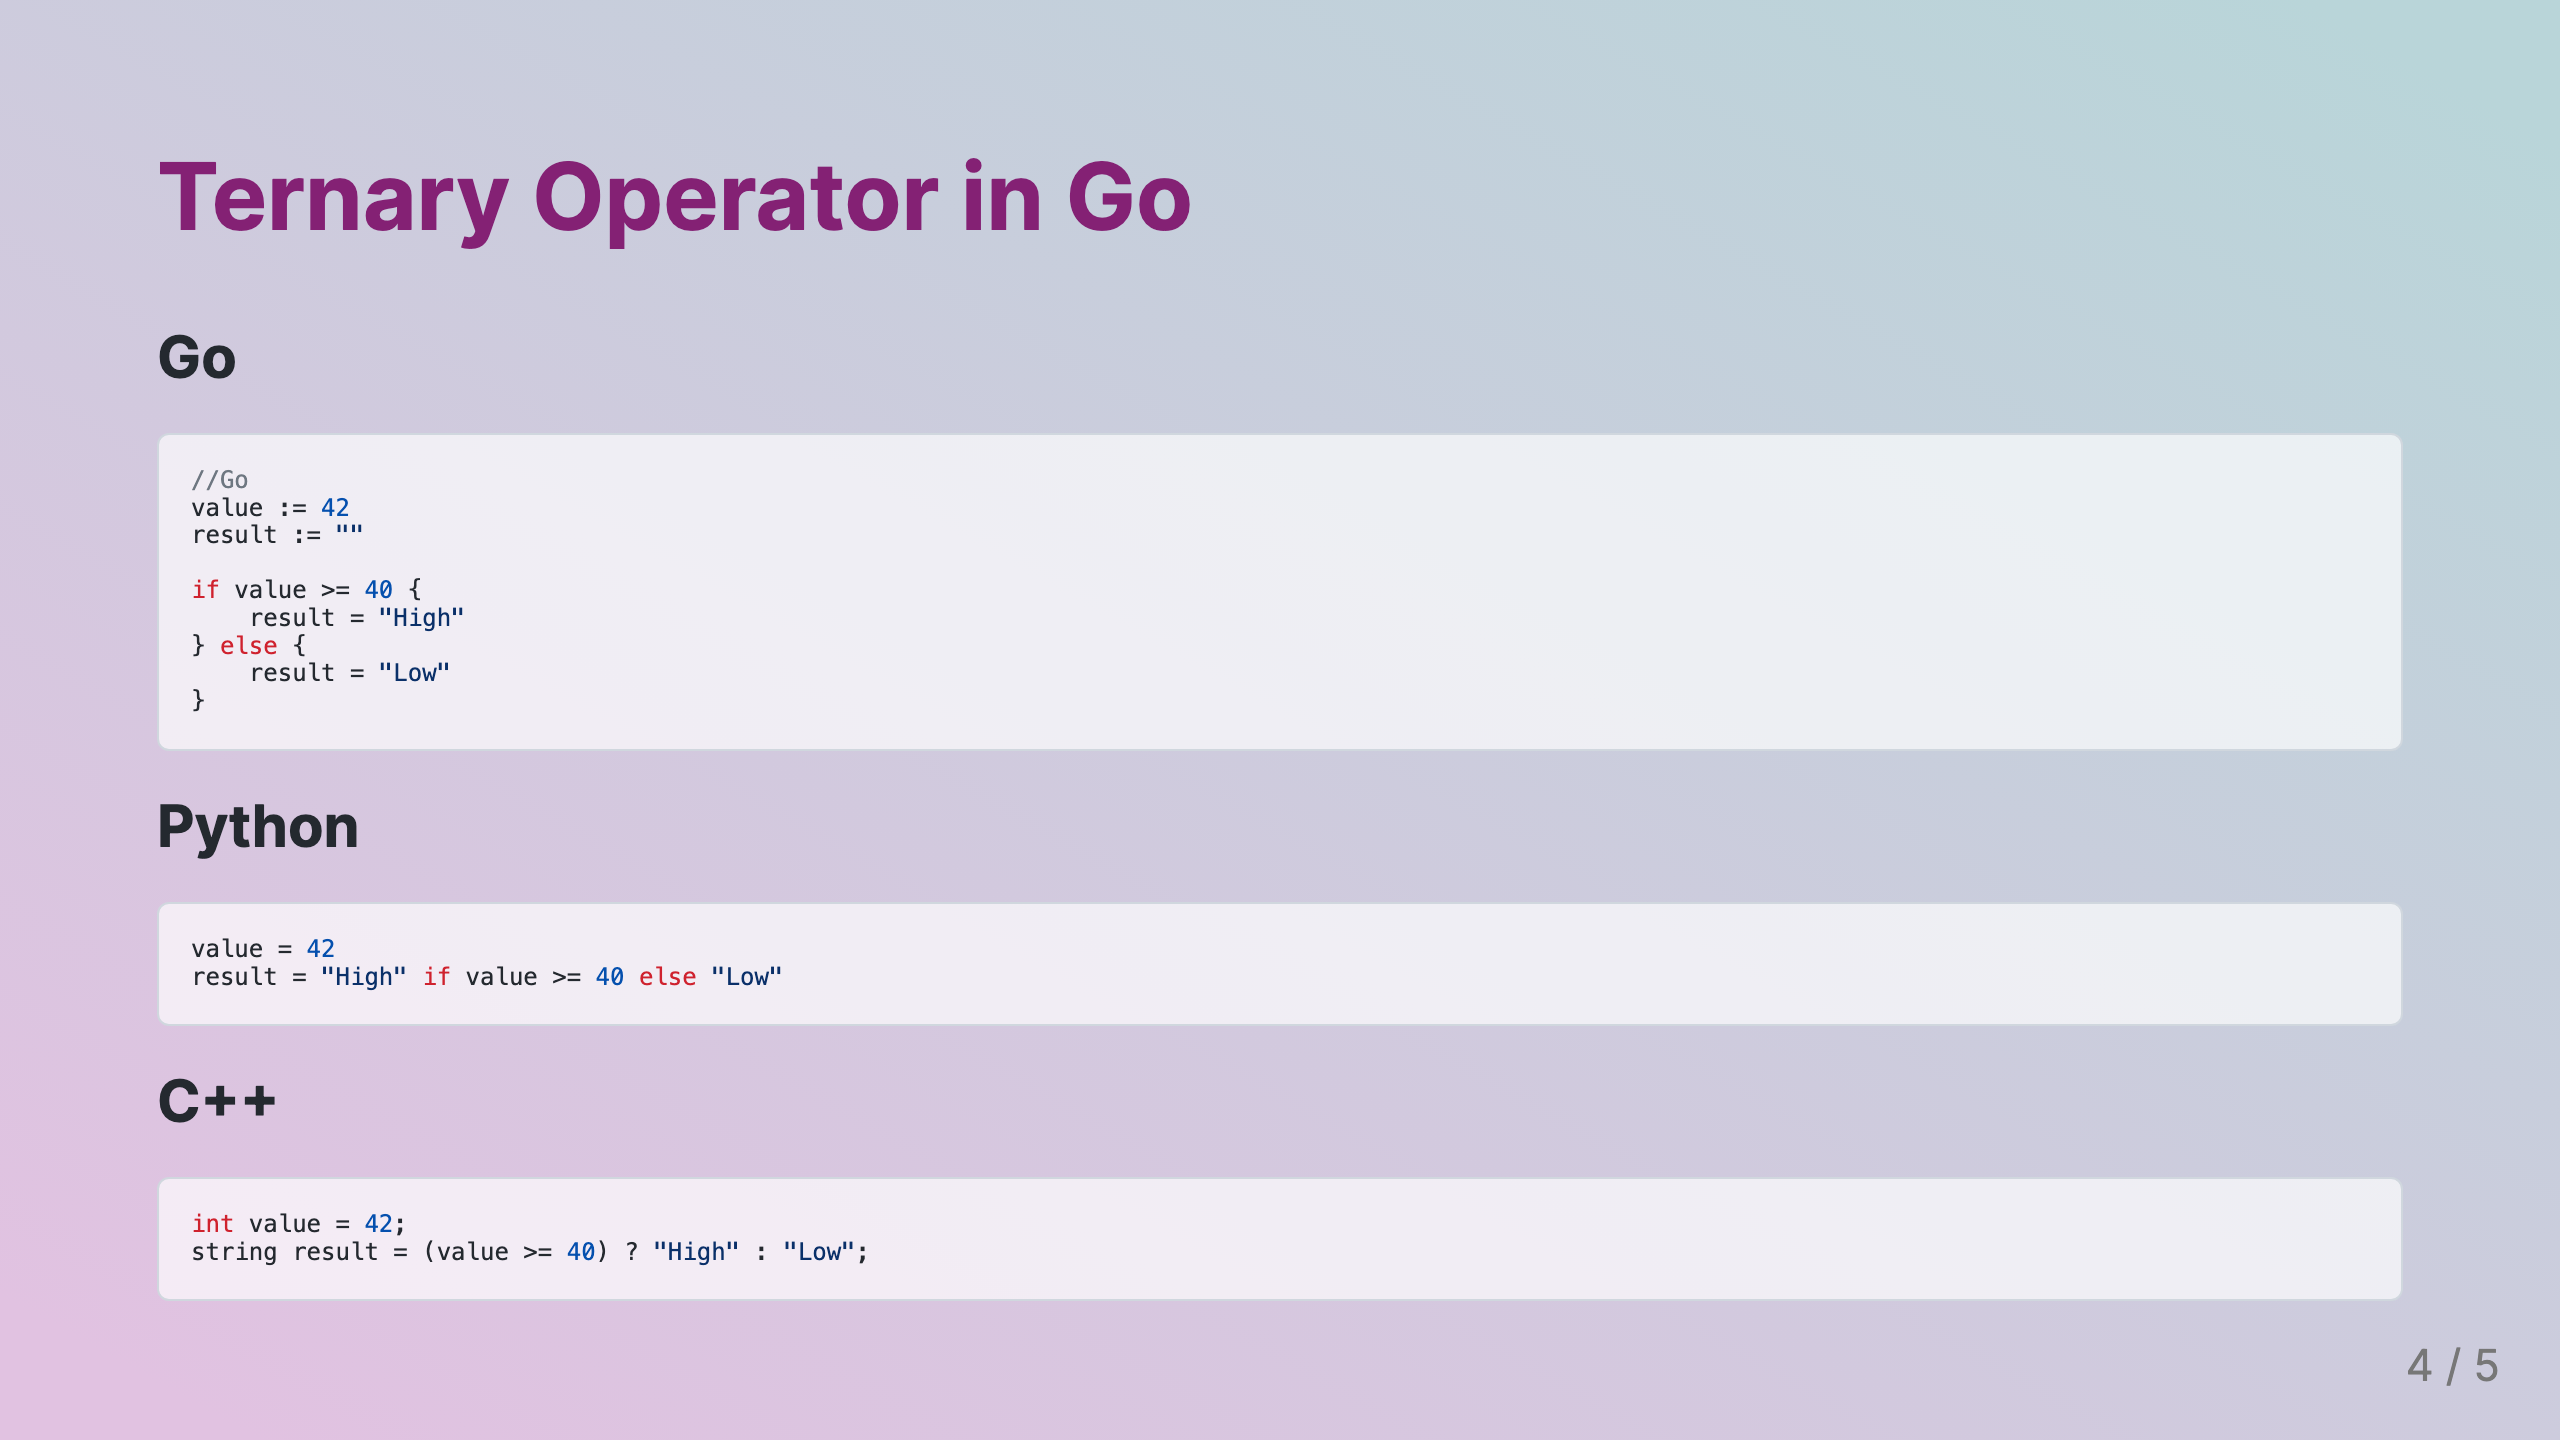 Ternary Operator in Go
Go
//Go
value := 42
result := ""

if value >= 40 {
    result = "High"
} else {
    result = "Low"
}
Python
value = 42
result = "High" if value >= 40 else "Low"
C++
int value = 42;
string result = (value >= 40) ? "High" : "Low";
4 / 5